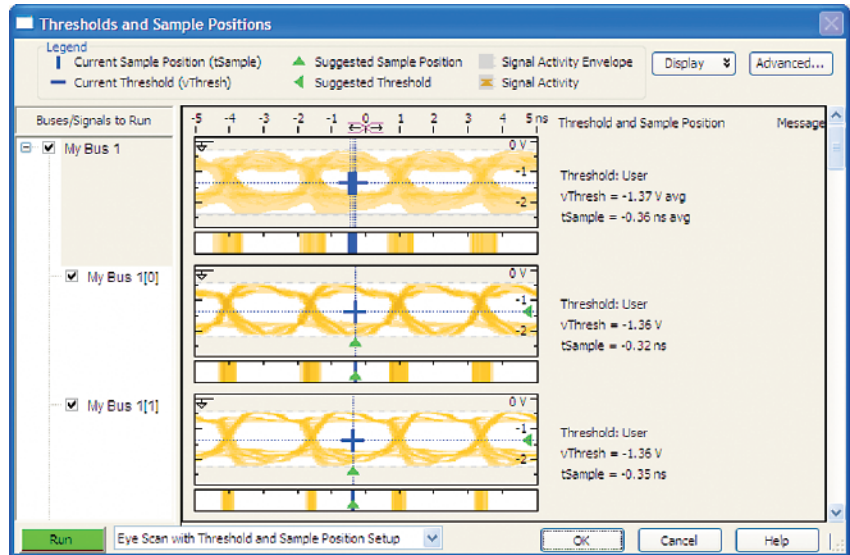 Thresholds and Sample Positions
Legend
Current Sample Position (tSample)
Suggested Sample Position
Signal Activity Envelope
Current Threshold (vThresh)
Suggested Threshold
Signal Activity
Display
Advanced...
Buses/Signals to Run
-5 -4 -3 -2 -1 0 1 2 3 4 5 ns
Threshold and Sample Position
Message
My Bus 1
0 V
-1
-2
Threshold: User
vThresh = -1.37 V avg
tSample = -0.36 ns avg
My Bus 1[0]
0 V
-1
-2
Threshold: User
vThresh = -1.36 V
tSample = -0.32 ns
My Bus 1[1]
0 V
-1
-2
Threshold: User
vThresh = -1.36 V
tSample = -0.35 ns
Run
Eye Scan with Threshold and Sample Position Setup
OK
Cancel
Help